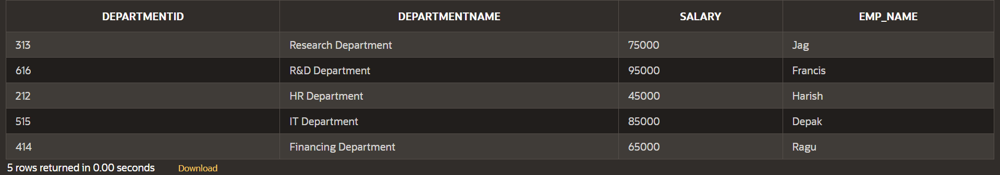 DEPARTMENTID DEPARTMENTNAME SALARY EMP_NAME
313 Research Department 75000 Jag
616 R&D Department 95000 Francis
212 HR Department 45000 Harish
515 IT Department 85000 Depak
414 Financing Department 65000 Ragu
5 rows returned in 0.00 seconds Download